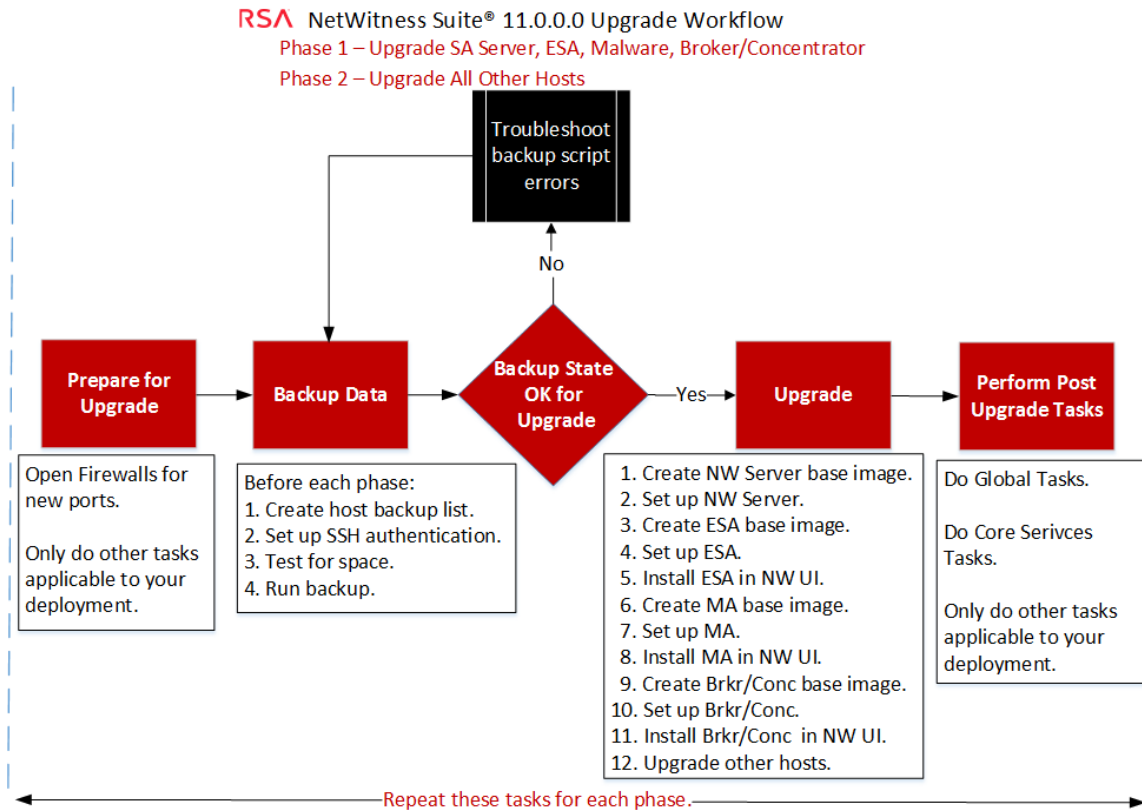 RSA NetWitness Suite® 11.0.0.0 Upgrade Workflow
Phase 1 – Upgrade SA Server, ESA, Malware, Broker/Concentrator
Phase 2 – Upgrade All Other Hosts
Troubleshoot
backup script
errors
No
Prepare for
Upgrade
Backup Data
Backup State
OK for
Upgrade
Yes
Upgrade
Perform Post
Upgrade Tasks
Open Firewalls for
new ports.
Only do other tasks
applicable to your
deployment.
Before each phase:
1. Create host backup list.
2. Set up SSH authentication.
3. Test for space.
4. Run backup.
1. Create NW Server base image.
2. Set up NW Server.
3. Create ESA base image.
4. Set up ESA.
5. Install ESA in NW UI.
6. Create MA base image.
7. Set up MA.
8. Install MA in NW UI.
9. Create Brkr/Conc base image.
10. Set up Brkr/Conc.
11. Install Brkr/Conc in NW UI.
12. Upgrade other hosts.
Do Global Tasks.
Do Core Serivces
Tasks.
Only do other tasks
applicable to your
deployment.
Repeat these tasks for each phase.